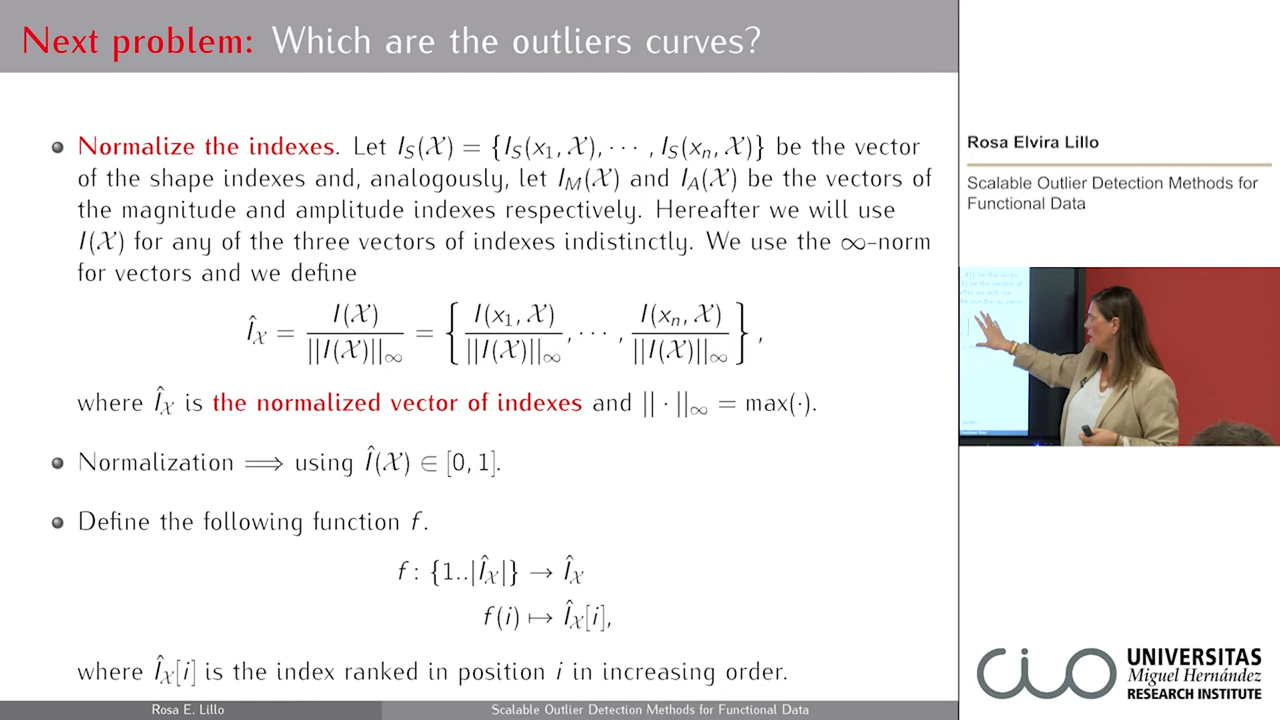 Next problem: Which are the outliers curves?
Normalize the indexes. Let I_S(𝒳) = {I_S(x_1, 𝒳), ⋯ , I_S(x_n, 𝒳)} be the vector
of the shape indexes and, analogously, let I_M(𝒳) and I_A(𝒳) be the vectors of
the magnitude and amplitude indexes respectively. Hereafter we will use
I(𝒳) for any of the three vectors of indexes indistinctly. We use the ∞-norm
for vectors and we define
Î_𝒳 = I(𝒳) / ||I(𝒳)||_∞ = { I(x_1, 𝒳) / ||I(𝒳)||_∞ , ⋯ , I(x_n, 𝒳) / ||I(𝒳)||_∞ } ,
where Î_𝒳 is the normalized vector of indexes and || · ||_∞ = max(·).
Normalization ⟹ using Î(𝒳) ∈ [0, 1].
Define the following function f.
f : {1..|Î_𝒳|} → Î_𝒳
f(i) ↦ Î_𝒳[i],
where Î_𝒳[i] is the index ranked in position i in increasing order.
Rosa E. Lillo
Scalable Outlier Detection Methods for Functional Data
Rosa Elvira Lillo
Scalable Outlier Detection Methods for
Functional Data
cio
UNIVERSITAS
Miguel Hernández
RESEARCH INSTITUTE